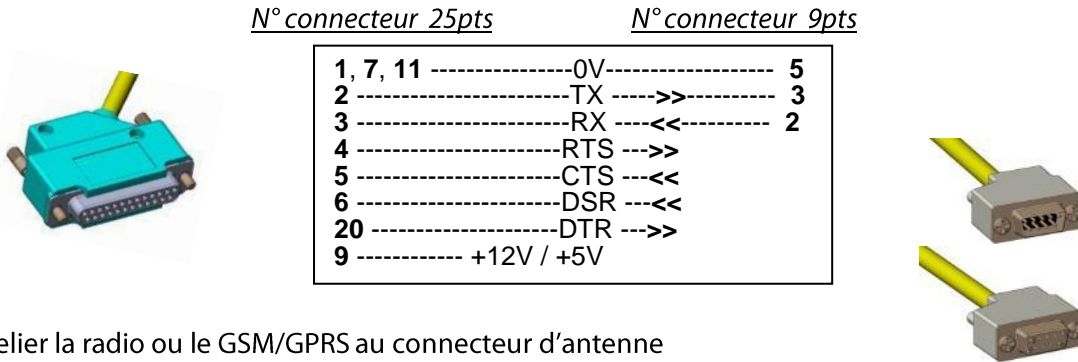 N° connecteur 25pts N° connecteur 9pts
1, 7, 11 ----------------0V------------------- 5
2 ------------------------TX ----->>---------- 3
3 ------------------------RX ----<<---------- 2
4 -----------------------RTS --->>
5 -----------------------CTS ---<<
6 -----------------------DSR ---<<
20 ---------------------DTR --->>
9 ------------ +12V / +5V
elier la radio ou le GSM/GPRS au connecteur d'antenne